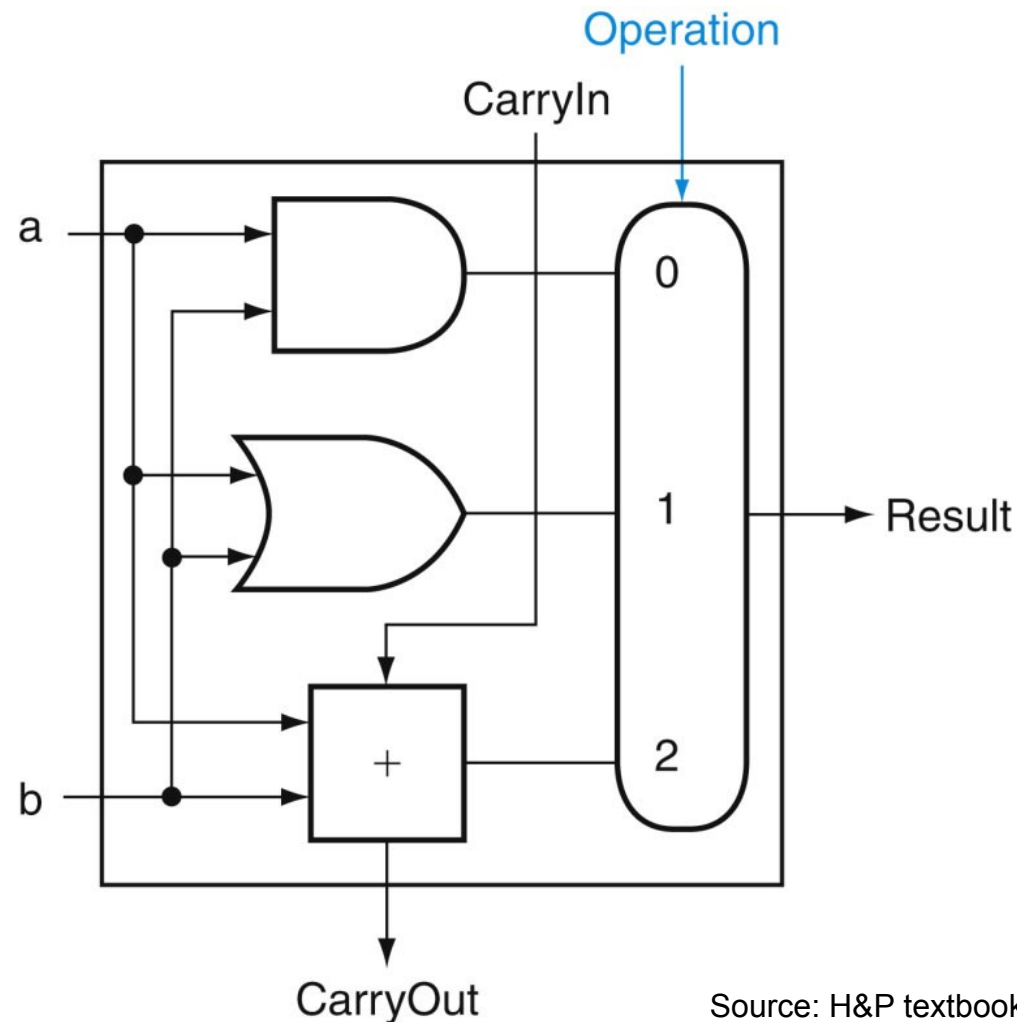 Operation
CarryIn
a
0
1
Result
+
2
b
CarryOut
Source: H&P textbook